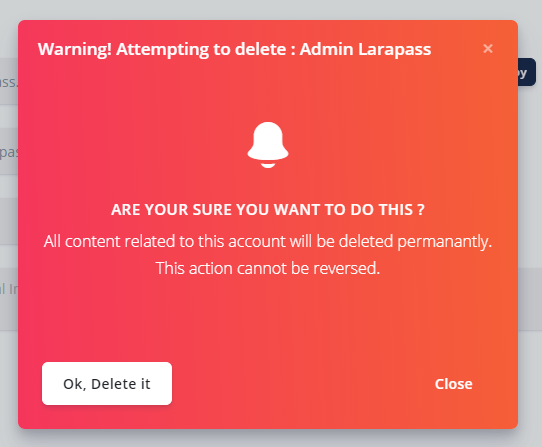 Warning! Attempting to delete : Admin Larapass
×
ARE YOUR SURE YOU WANT TO DO THIS ?
All content related to this account will be deleted permanantly.
This action cannot be reversed.
Ok, Delete it
Close